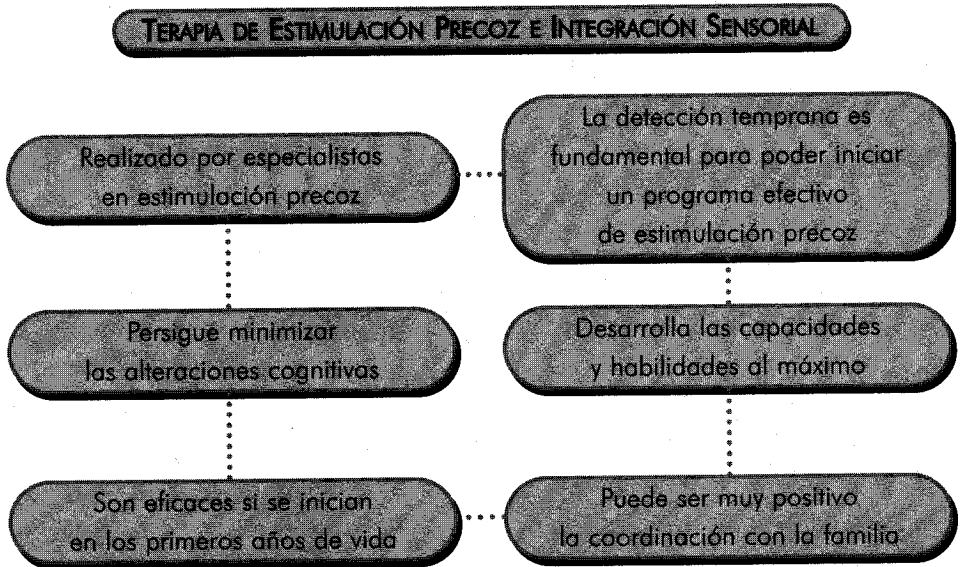 TERAPIA DE ESTIMULACIÓN PRECOZ E INTEGRACIÓN SENSORIAL
Realizado por especialistas
en estimulación precoz
La detección temprana es
fundamental para poder iniciar
un programa efectivo
de estimulación precoz
Persigue minimizar
las alteraciones cognitivas
Desarrolla las capacidades
y habilidades al máximo
Son eficaces si se inician
en los primeros años de vida
Puede ser muy positivo
la coordinación con la familia